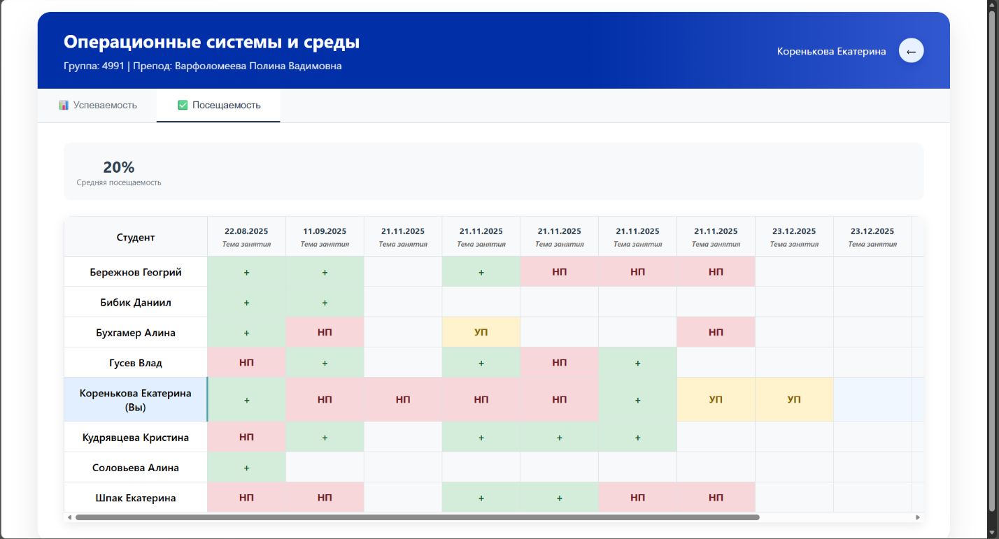 Операционные системы и среды
Группа: 4991 | Препод: Варфоломеева Полина Вадимовна
Коренькова Екатерина
←
Успеваемость
Посещаемость
20%
Средняя посещаемость
Студент 22.08.2025 11.09.2025 21.11.2025 21.11.2025 21.11.2025 21.11.2025 21.11.2025 23.12.2025 23.12.2025
Тема занятия Тема занятия Тема занятия Тема занятия Тема занятия Тема занятия Тема занятия Тема занятия Тема занятия
Бережнов Геогрий + + + НП НП НП
Бибик Даниил + +
Бухгамер Алина + НП УП НП
Гусев Влад НП + + НП +
Коренькова Екатерина
(Вы) + НП НП НП НП + УП УП
Кудрявцева Кристина НП + + + +
Соловьева Алина +
Шпак Екатерина НП НП + + НП НП